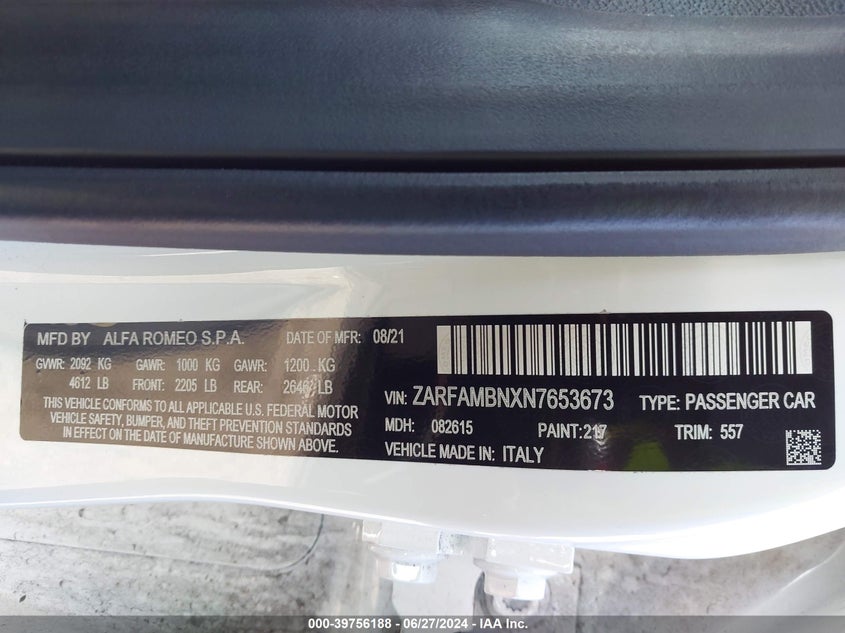 MFD BY ALFA ROMEO S.P.A. DATE OF MFR: 08/21
GVWR: 2092 KG GAWR: 1000 KG GAWR: 1200 KG
4612 LB FRONT: 2205 LB REAR: 2646 LB
THIS VEHICLE CONFORMS TO ALL APPLICABLE U.S. FEDERAL MOTOR
VEHICLE SAFETY, BUMPER, AND THEFT PREVENTION STANDARDS
IN EFFECT ON THE DATE OF MANUFACTURE SHOWN ABOVE.
VIN: ZARFAMBNXN7653673 TYPE: PASSENGER CAR
MDH: 082615 PAINT: 217 TRIM: 557
VEHICLE MADE IN: ITALY
000-39756188 - 06/27/2024 - IAA Inc.